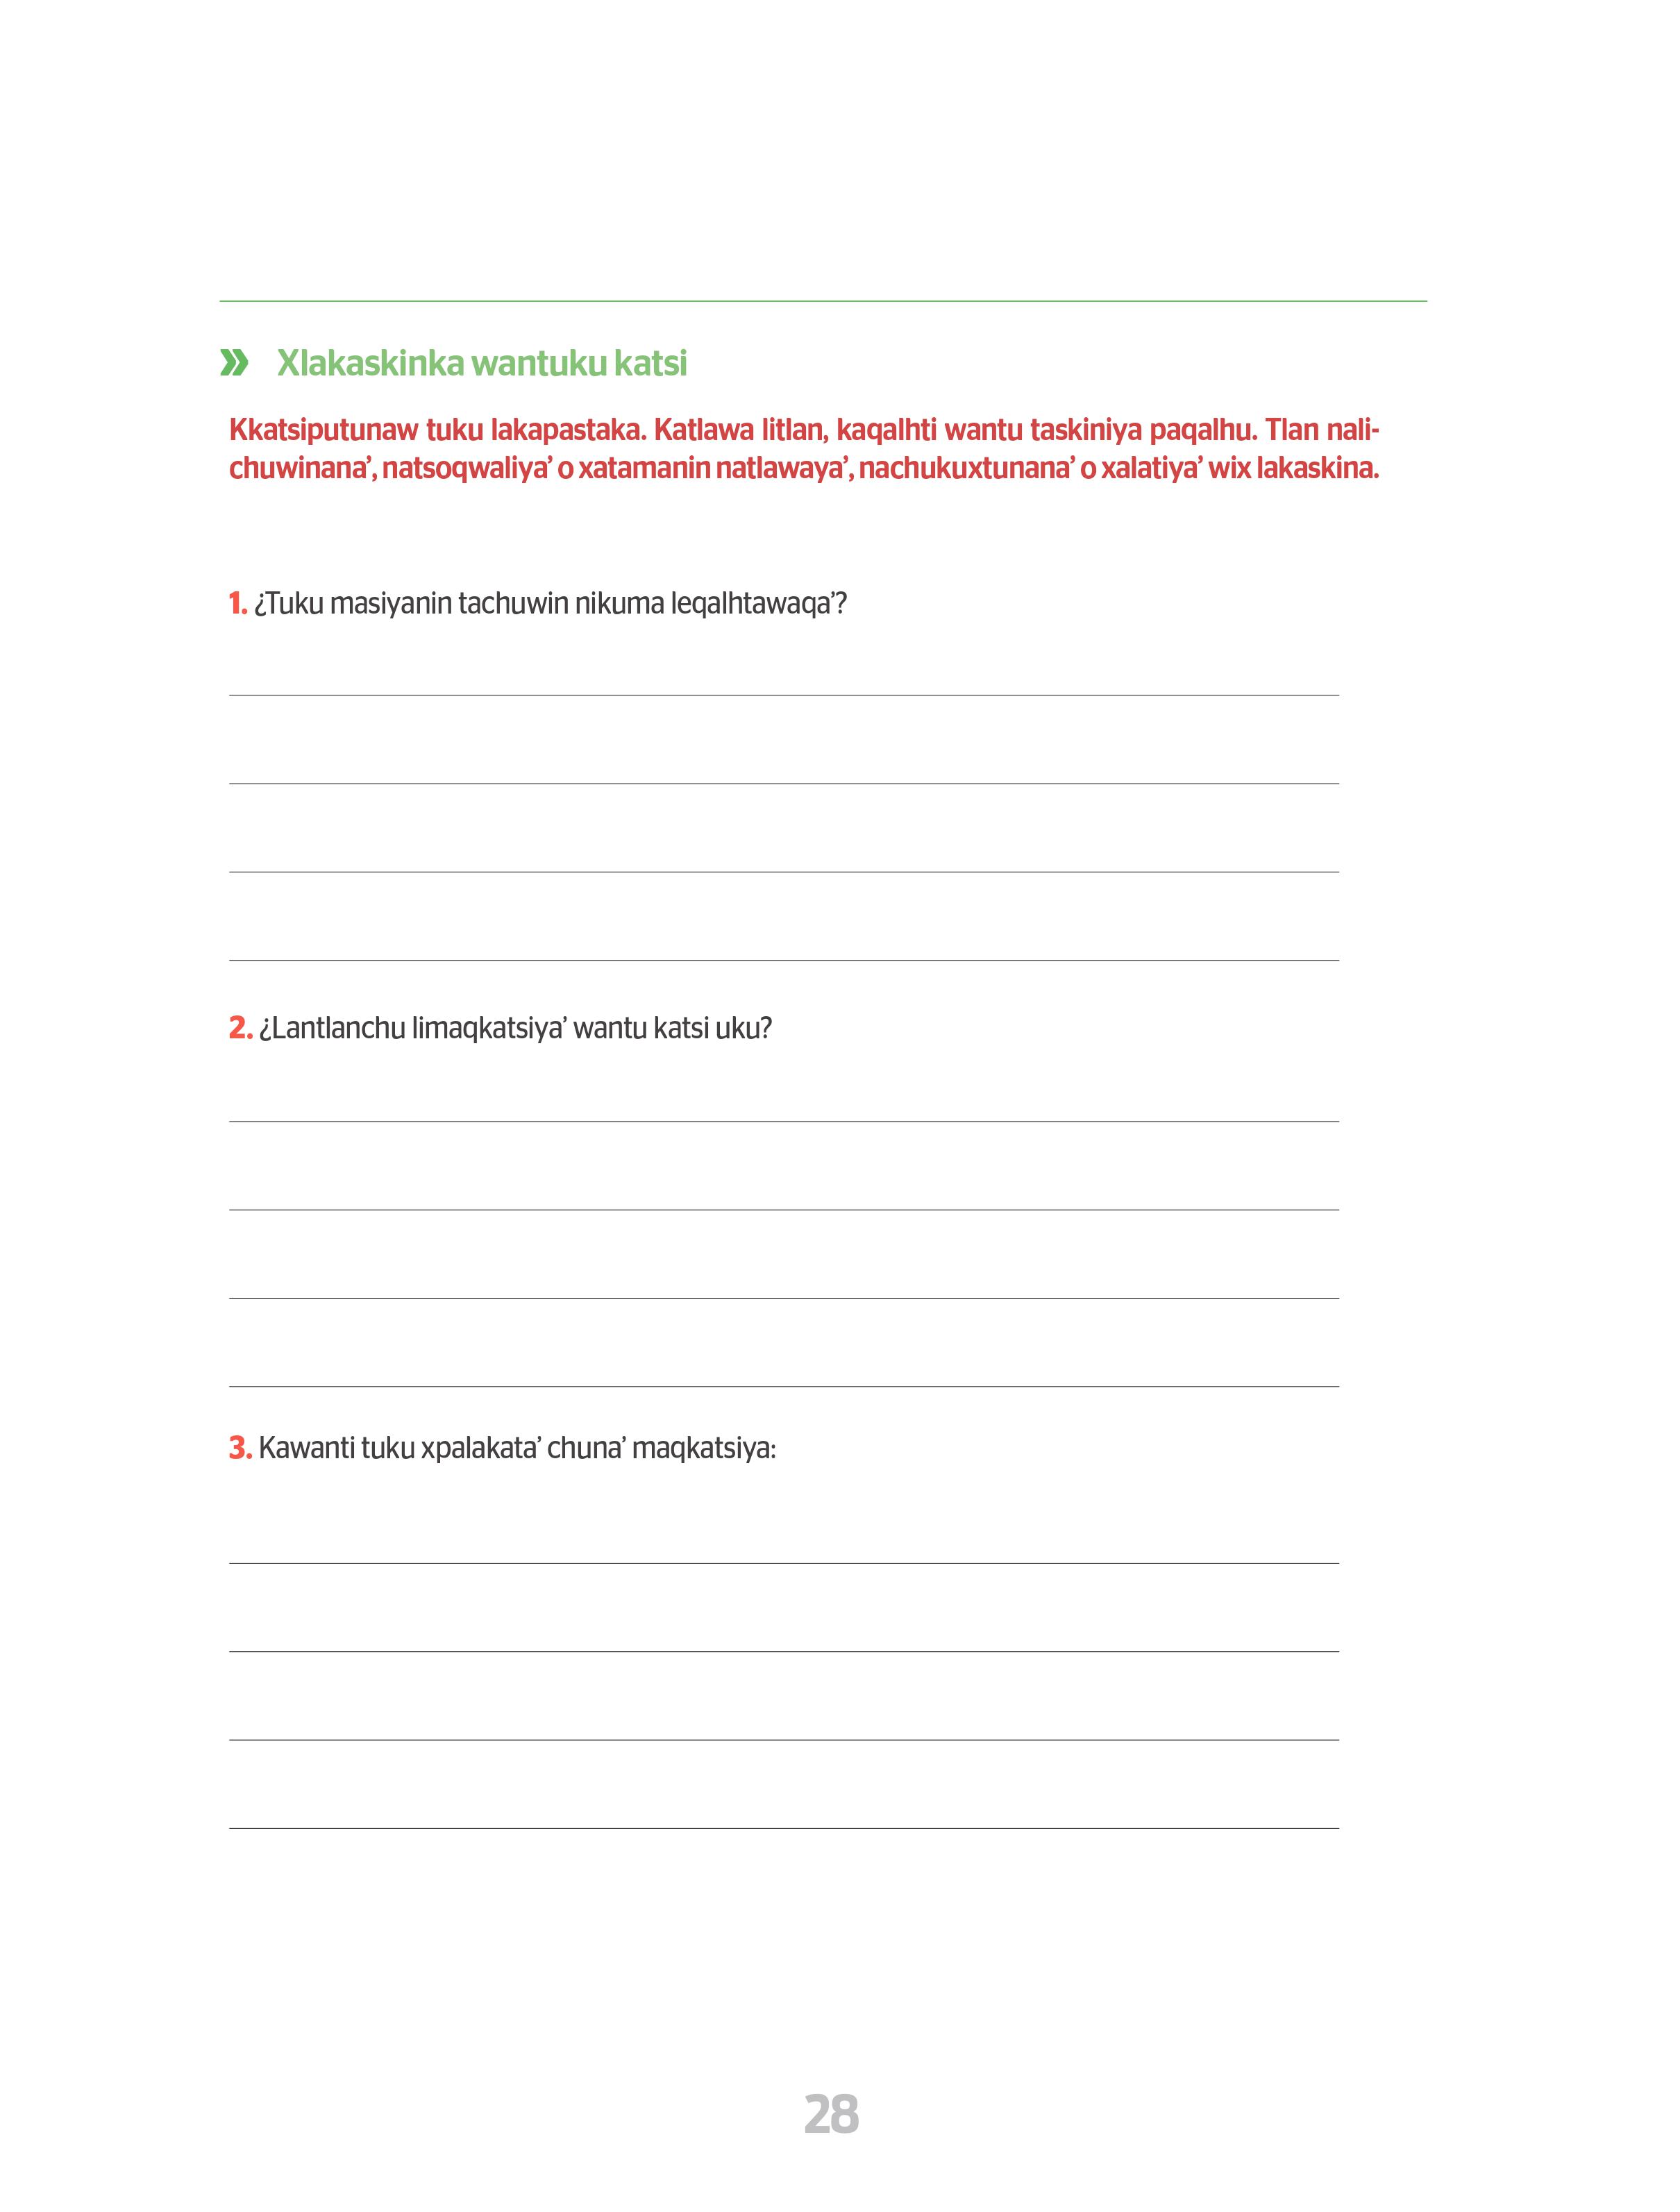 » Xlakaskinka wantuku katsi
Kkatsiputunaw tuku lakapastaka. Katlawa litlan, kaqalhti wantu taskiniya paqalhu. Tlan nali-
chuwinana’, natsoqwaliya’ o xatamanin natlawaya’, nachukuxtunana’ o xalatiya’ wix lakaskina.
1. ¿Tuku masiyanin tachuwin nikuma leqalhtawaqa’?
2. ¿Lantlanchu limaqkatsiya’ wantu katsi uku?
3. Kawanti tuku xpalakata’ chuna’ maqkatsiya:
28